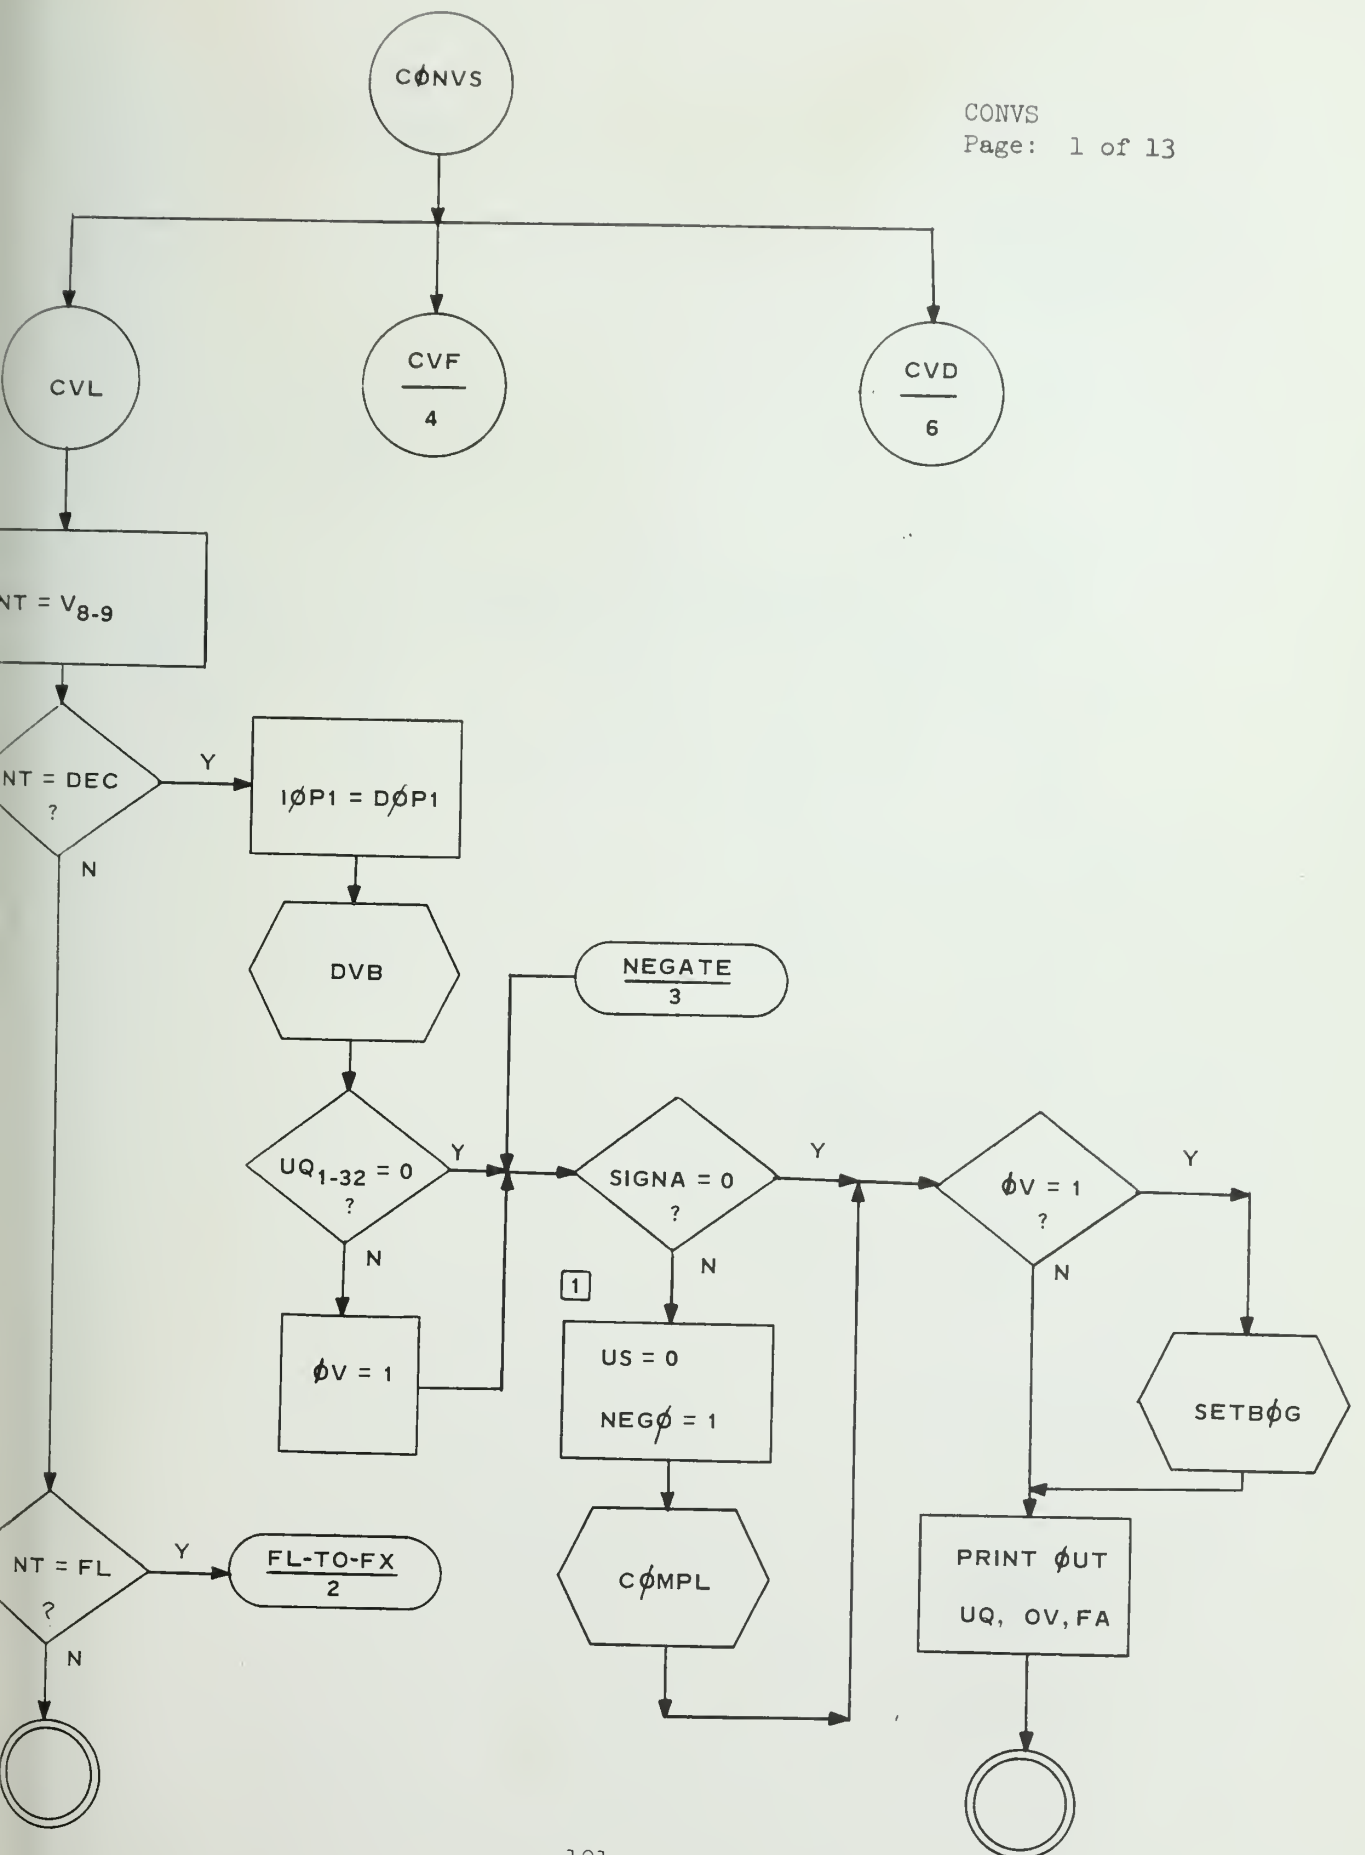 CØNVS
CONVS
Page: 1 of 13
CVL
CVF
4
CVD
6
NT = V8-9
NT = DEC
?
Y
N
IØP1 = DØP1
DVB
NEGATE
3
UQ1-32 = 0
?
Y
N
SIGNA = 0
?
Y
N
ØV = 1
?
Y
N
1
ØV = 1
US = 0
NEGØ = 1
SETBØG
CØMPL
NT = FL
?
Y
N
FL-TO-FX
2
PRINT ØUT
UQ, OV, FA